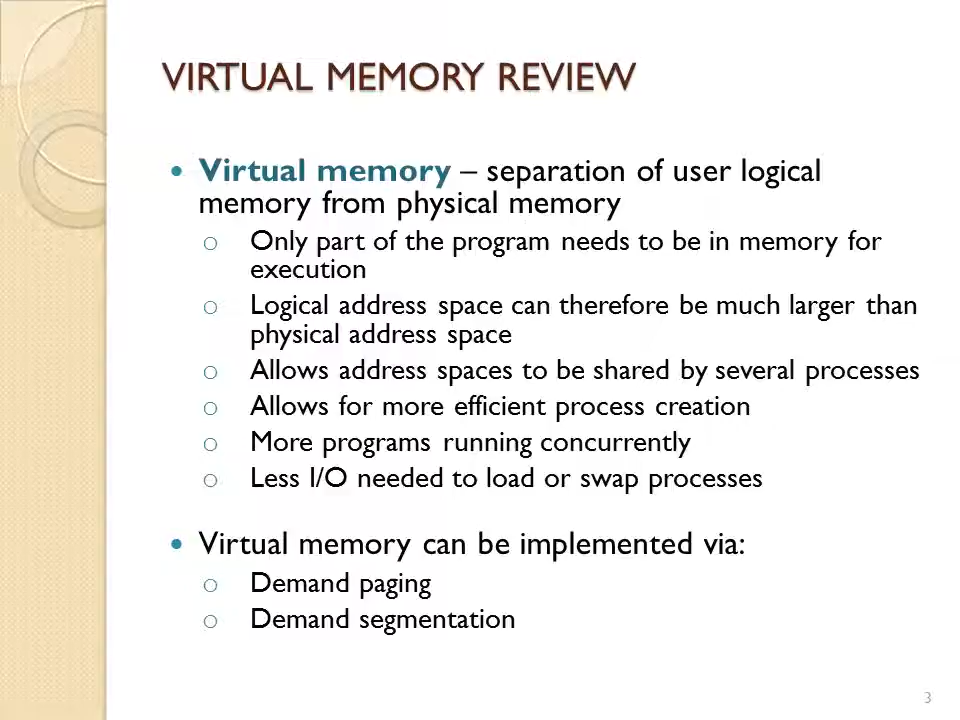 VIRTUAL MEMORY REVIEW
• Virtual memory – separation of user logical
memory from physical memory
o Only part of the program needs to be in memory for
execution
o Logical address space can therefore be much larger than
physical address space
o Allows address spaces to be shared by several processes
o Allows for more efficient process creation
o More programs running concurrently
o Less I/O needed to load or swap processes
• Virtual memory can be implemented via:
o Demand paging
o Demand segmentation
3